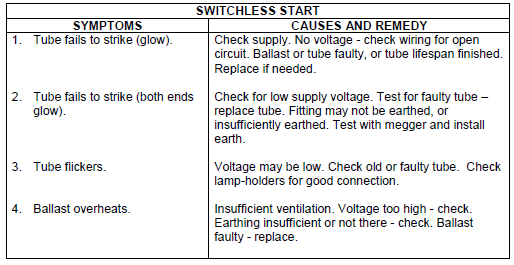 SWITCHLESS START
SYMPTOMS
CAUSES AND REMEDY
1. Tube fails to strike (glow).
Check supply. No voltage - check wiring for open
circuit. Ballast or tube faulty, or tube lifespan finished.
Replace if needed.
2. Tube fails to strike (both ends
glow).
Check for low supply voltage. Test for faulty tube –
replace tube. Fitting may not be earthed, or
insufficiently earthed. Test with megger and install
earth.
3. Tube flickers.
Voltage may be low. Check old or faulty tube. Check
lamp-holders for good connection.
4. Ballast overheats.
Insufficient ventilation. Voltage too high - check.
Earthing insufficient or not there - check. Ballast
faulty - replace.